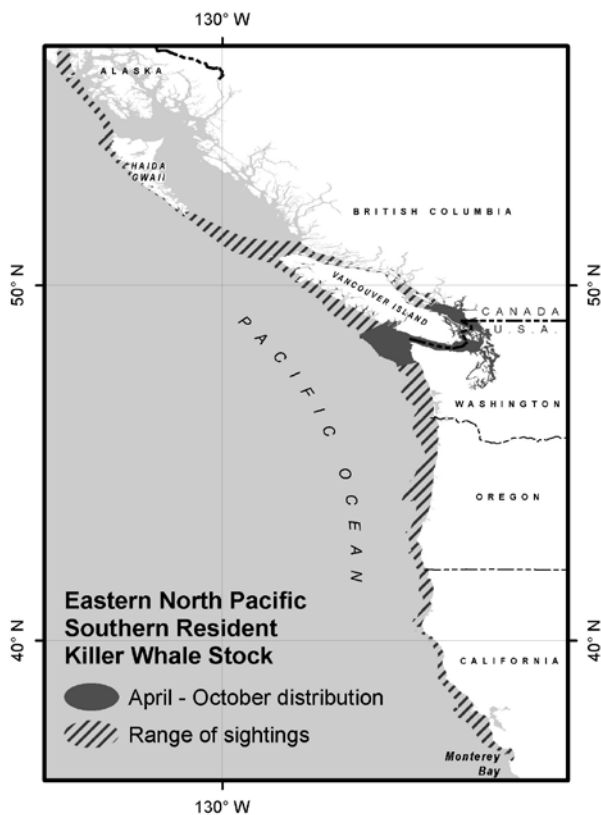 130° W
ALASKA
HAIDA
GWAII
BRITISH COLUMBIA
50° N
50° N
VANCOUVER ISLAND
CANADA
U.S.A.
PACIFIC OCEAN
WASHINGTON
OREGON
Eastern North Pacific
Southern Resident
Killer Whale Stock
40° N
40° N
CALIFORNIA
April - October distribution
Range of sightings
Monterey
Bay
130° W